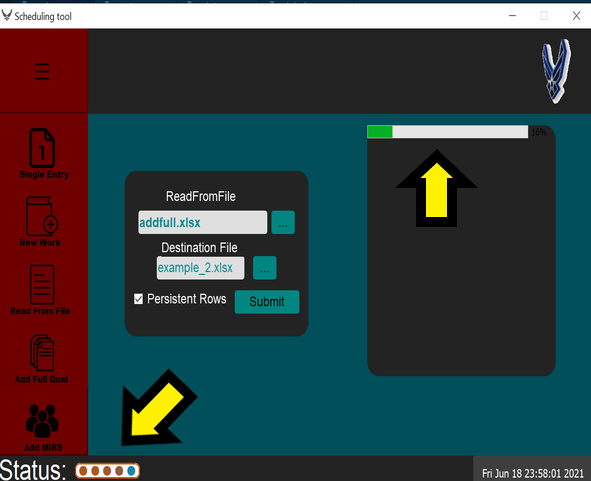 Scheduling tool
1
Single Entry
New Work
Read From File
Add Full Qual
Add MIRS
ReadFromFile
addfull.xlsx ...
Destination File
example_2.xlsx ...
Persistent Rows Submit
16%
Status:
Fri Jun 18 23:58:01 2021